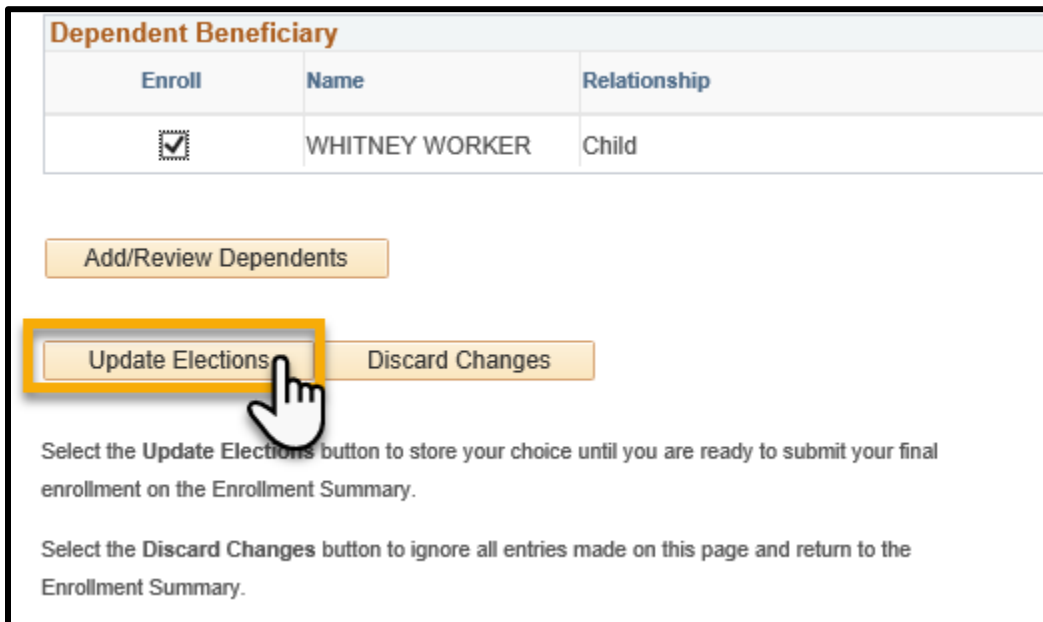 Dependent Beneficiary
Enroll Name Relationship
WHITNEY WORKER Child
Add/Review Dependents
Update Elections Discard Changes
Select the Update Elections button to store your choice until you are ready to submit your final
enrollment on the Enrollment Summary.
Select the Discard Changes button to ignore all entries made on this page and return to the
Enrollment Summary.